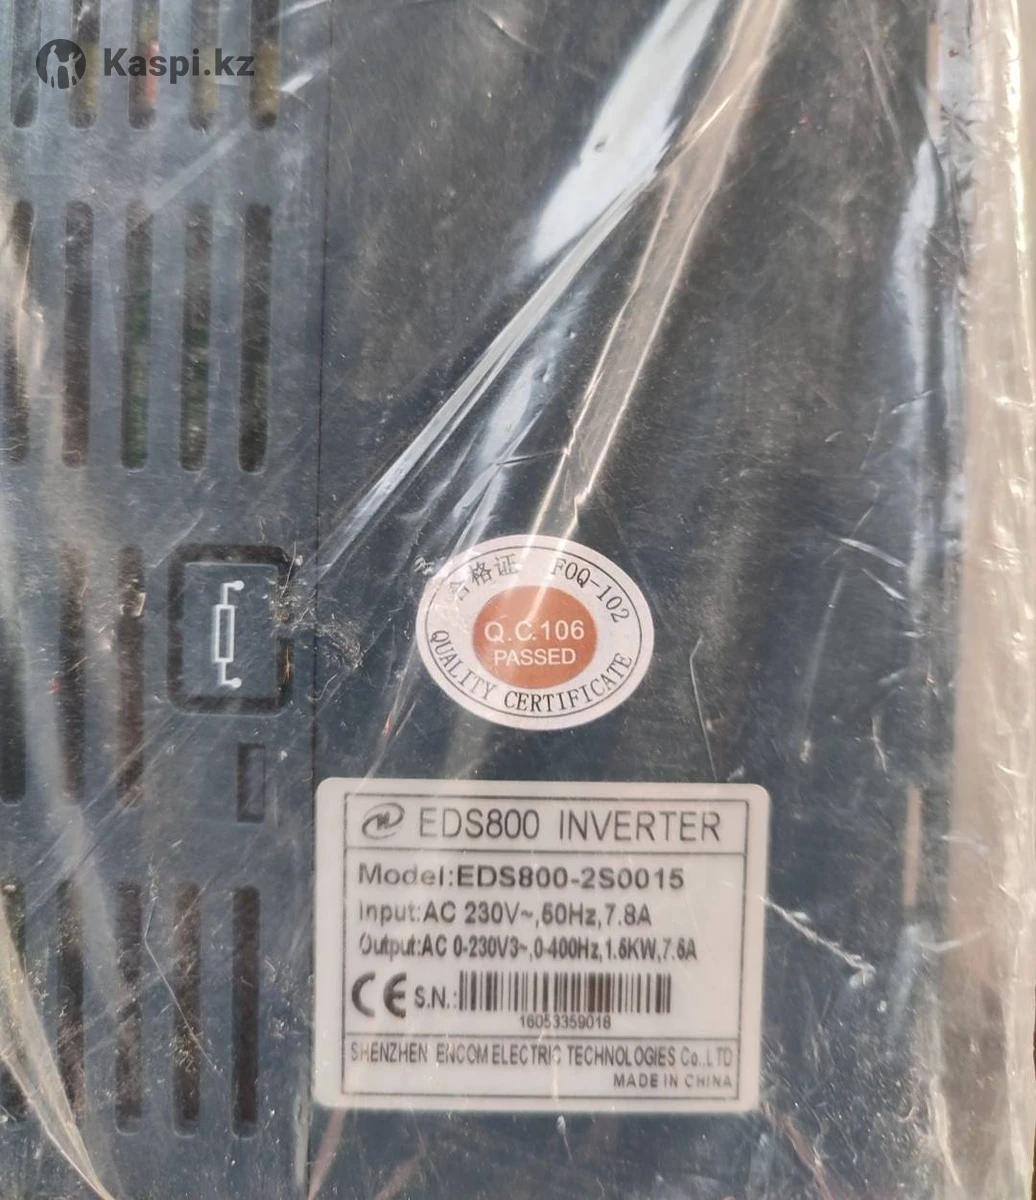 Kaspi.kz
合格证 FOQ-102
Q.C.106
PASSED
QUALITY CERTIFICATE
EDS800 INVERTER
Model:EDS800-2S0015
Input:AC 230V~,50Hz,7.8A
Output:AC 0-230V3~,0-400Hz,1.5KW,7.5A
CE S.N.:
16053359018
SHENZHEN ENCOM ELECTRIC TECHNOLOGIES Co.,LTD
MADE IN CHINA